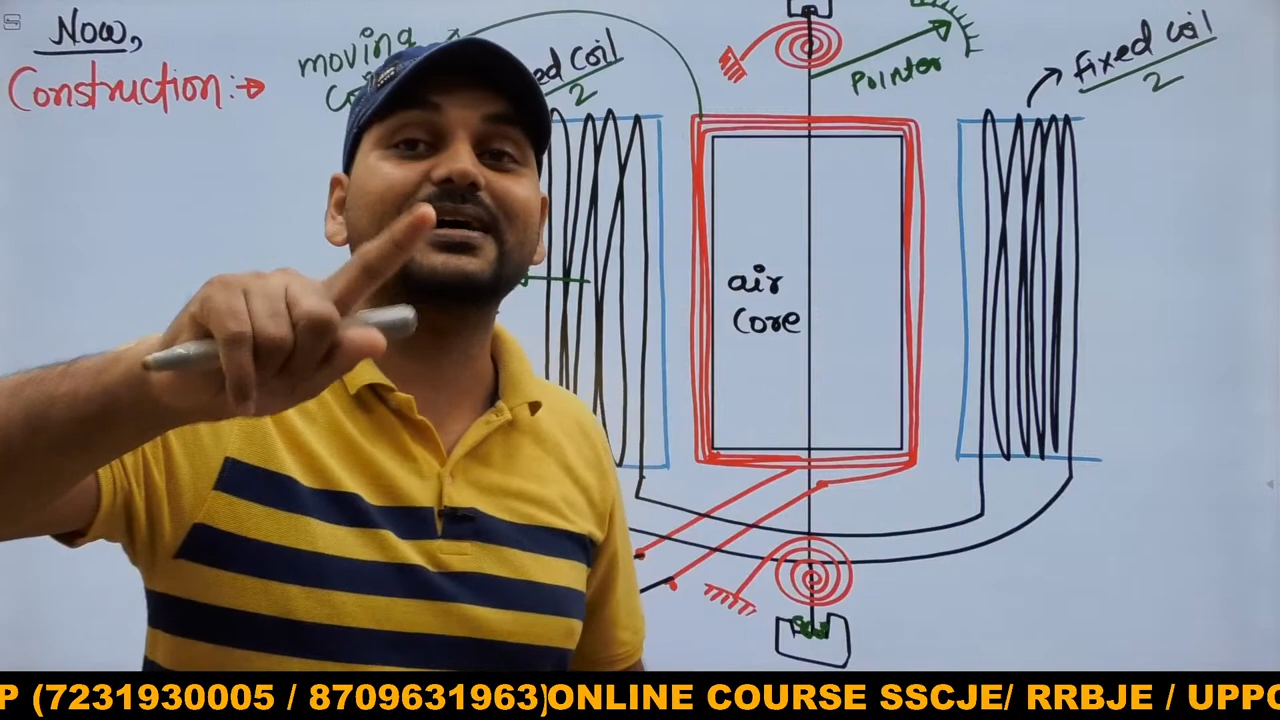 Now,
Construction:→
moving
ed coil
2
Pointer
fixed coil
2
air
core
P (7231930005 / 8709631963)ONLINE COURSE SSCJE/ RRBJE / UPPC